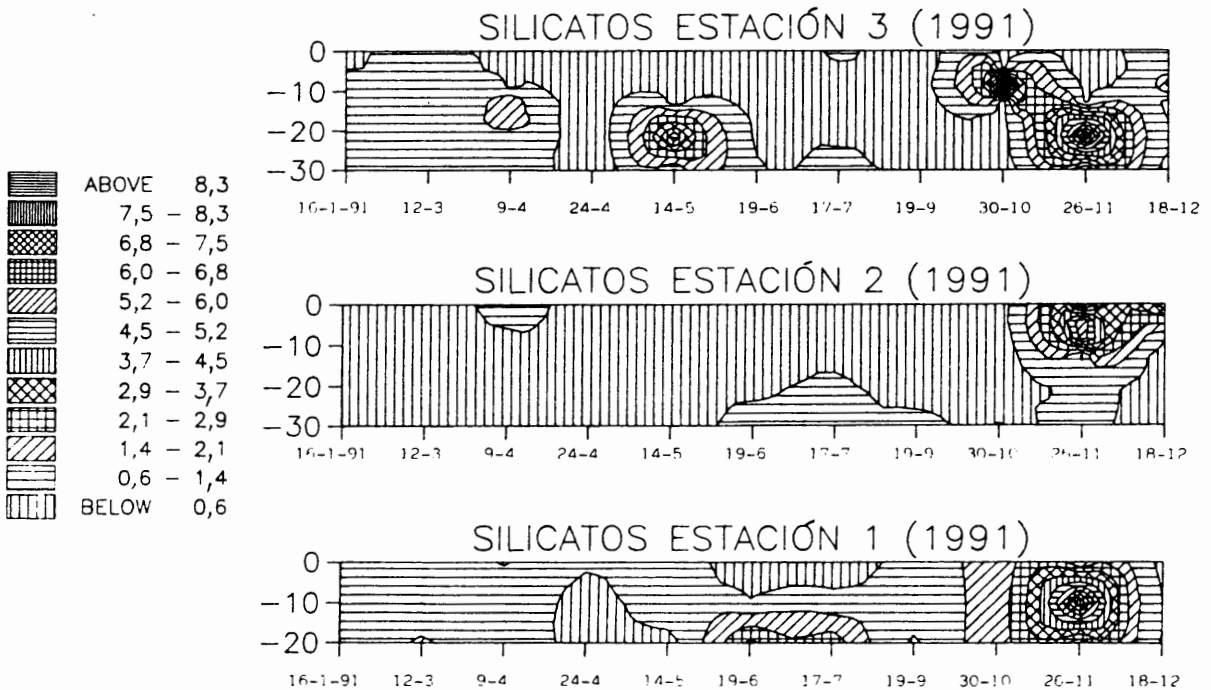 SILICATOS ESTACIÓN 3 (1991)
0
−10
−20
−30
16-1-91 12-3 9-4 24-4 14-5 19-6 17-7 19-9 30-10 26-11 18-12
ABOVE 8,3
7,5 − 8,3
6,8 − 7,5
6,0 − 6,8
5,2 − 6,0
4,5 − 5,2
3,7 − 4,5
2,9 − 3,7
2,1 − 2,9
1,4 − 2,1
0,6 − 1,4
BELOW 0,6
SILICATOS ESTACIÓN 2 (1991)
0
−10
−20
−30
16-1-91 12-3 9-4 24-4 14-5 19-6 17-7 19-9 30-10 26-11 18-12
SILICATOS ESTACIÓN 1 (1991)
0
−10
−20
16-1-91 12-3 9-4 24-4 14-5 19-6 17-7 19-9 30-10 26-11 18-12